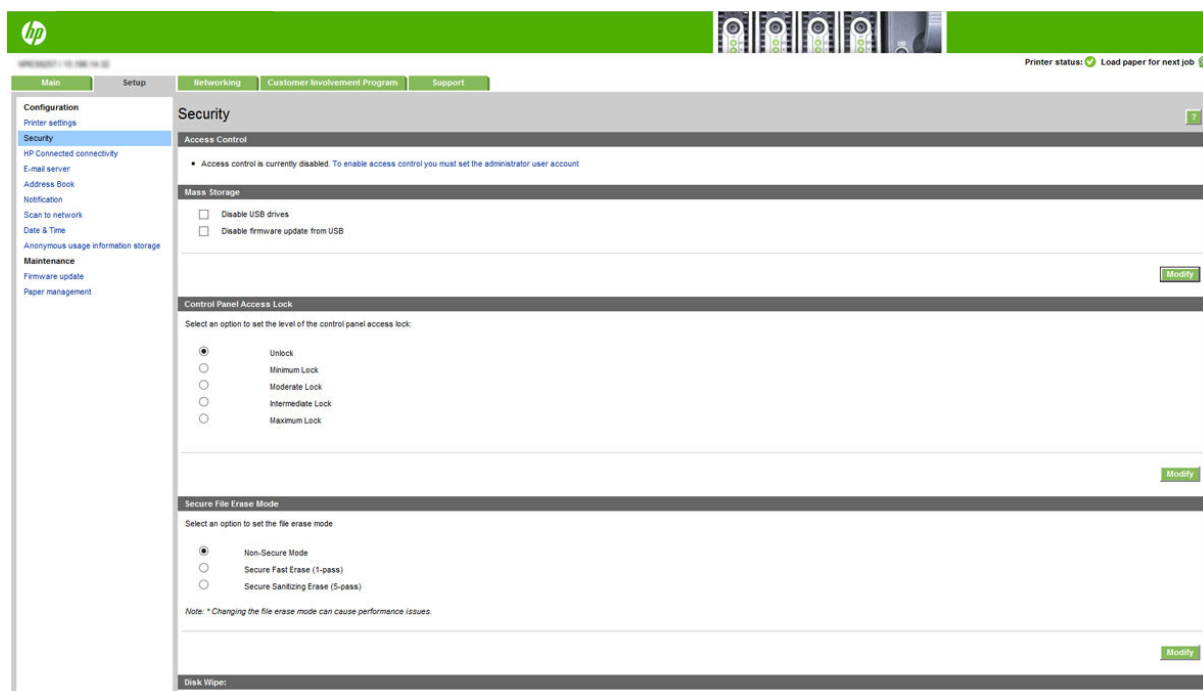 hp
Printer status: Load paper for next job
Main Setup Networking Customer Involvement Program Support
Configuration
Printer settings
Security
HP Connected connectivity
E-mail server
Address Book
Notification
Scan to network
Date & Time
Anonymous usage information storage
Maintenance
Firmware update
Paper management
Security
?
Access Control
Access control is currently disabled. To enable access control you must set the administrator user account
Mass Storage
Disable USB drives
Disable firmware update from USB
Modify
Control Panel Access Lock
Select an option to set the level of the control panel access lock:
Unlock
Minimum Lock
Moderate Lock
Intermediate Lock
Maximum Lock
Modify
Secure File Erase Mode
Select an option to set the file erase mode
Non-Secure Mode
Secure Fast Erase (1-pass)
Secure Sanitizing Erase (5-pass)
Note: * Changing the file erase mode can cause performance issues.
Modify
Disk Wipe: